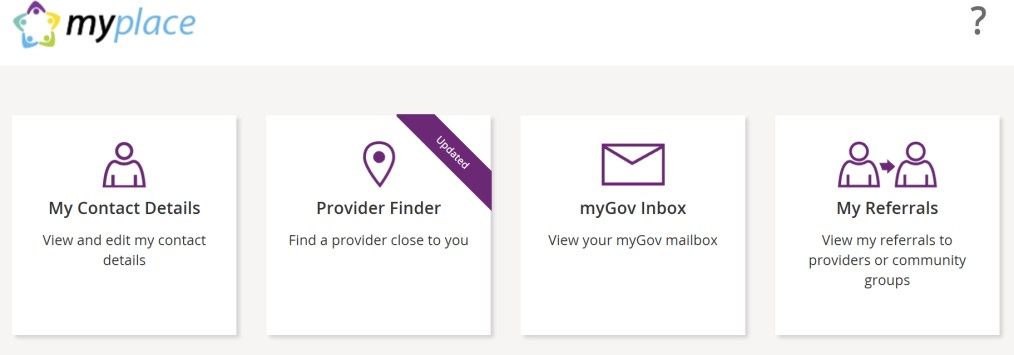 myplace
?
My Contact Details
View and edit my contact
details
Updated
Provider Finder
Find a provider close to you
myGov Inbox
View your myGov mailbox
My Referrals
View my referrals to
providers or community
groups